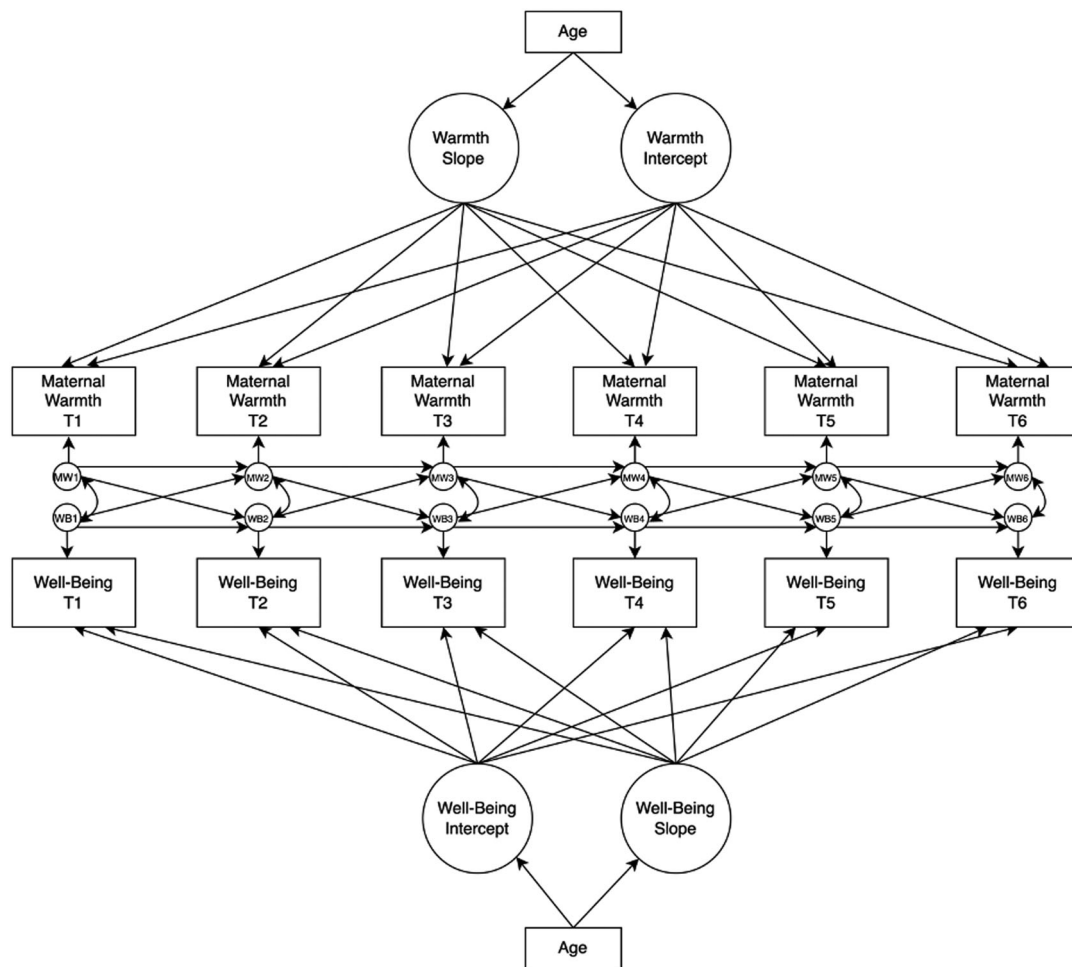 Age
Warmth
Slope
Warmth
Intercept
Maternal
Warmth
T1
Maternal
Warmth
T2
Maternal
Warmth
T3
Maternal
Warmth
T4
Maternal
Warmth
T5
Maternal
Warmth
T6
MW1
MW2
MW3
MW4
MW5
MW6
WB1
WB2
WB3
WB4
WB5
WB6
Well-Being
T1
Well-Being
T2
Well-Being
T3
Well-Being
T4
Well-Being
T5
Well-Being
T6
Well-Being
Intercept
Well-Being
Slope
Age